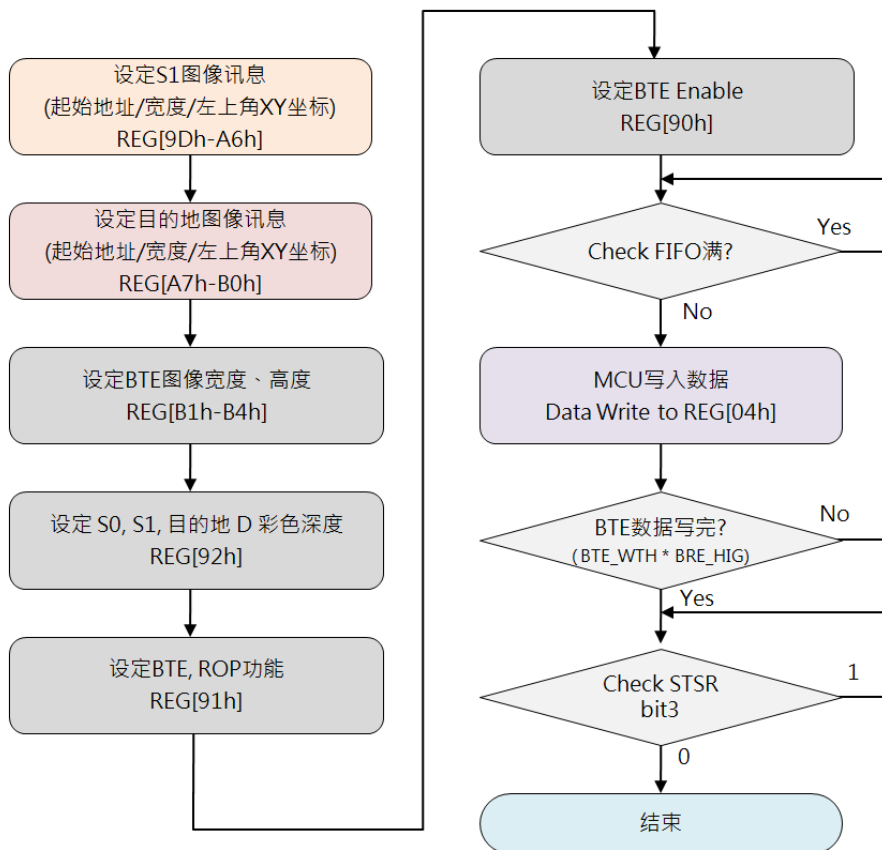 设定S1图像讯息
(起始地址/宽度/左上角XY坐标)
REG[9Dh-A6h]
设定目的地图像讯息
(起始地址/宽度/左上角XY坐标)
REG[A7h-B0h]
设定BTE图像宽度、高度
REG[B1h-B4h]
设定 S0, S1, 目的地 D 彩色深度
REG[92h]
设定BTE, ROP功能
REG[91h]
设定BTE Enable
REG[90h]
Check FIFO满?
Yes
No
MCU写入数据
Data Write to REG[04h]
BTE数据写完?
( BTE_WTH * BRE_HIG)
No
Yes
Check STSR
bit3
1
0
结束